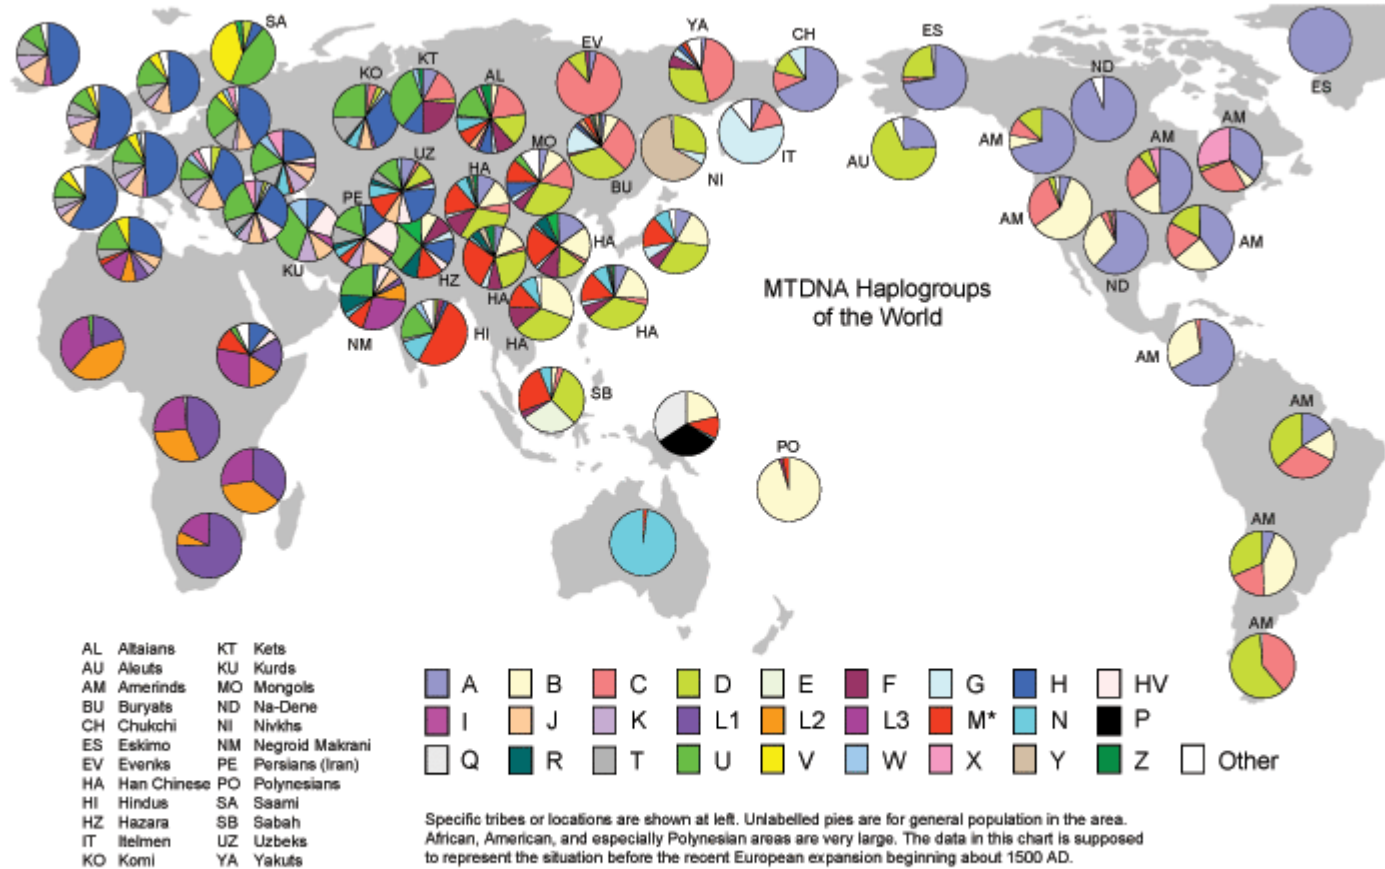 SA
YA
CH
ES
EV
KT
KO
AL
ND
ES
AM
AM
IT
MO
AM
AU
UZ
HA
BU
NI
PE
AM
HA
AM
KU
HZ
MTDNA Haplogroups
of the World
ND
HA
HA
NM
HI
HA
AM
SB
AM
PO
AM
AM
AL Altaians KT Kets
AU Aleuts KU Kurds
AM Amerinds MO Mongols
BU Buryats ND Na-Dene
CH Chukchi NI Nivkhs
ES Eskimo NM Negroid Makrani
EV Evenks PE Persians (Iran)
HA Han Chinese PO Polynesians
HI Hindus SA Saami
HZ Hazara SB Sabah
IT Itelmen UZ Uzbeks
KO Komi YA Yakuts
A B C D E F G H HV
I J K L1 L2 L3 M* N P
Q R T U V W X Y Z Other
Specific tribes or locations are shown at left. Unlabelled pies are for general population in the area.
African, American, and especially Polynesian areas are very large. The data in this chart is supposed
to represent the situation before the recent European expansion beginning about 1500 AD.